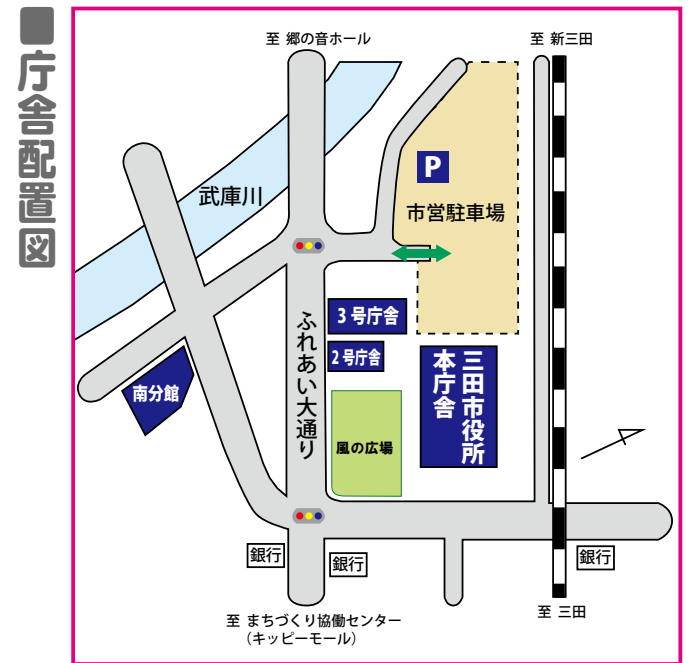 ■庁舎配置図
至 郷の音ホール
至 新三田
武庫川
P
市営駐車場
3号庁舎
2号庁舎
ふれあい大通り
三田市役所
本庁舎
南分館
風の広場
銀行
銀行
銀行
至 まちづくり協働センター
（キッピーモール）
至 三田